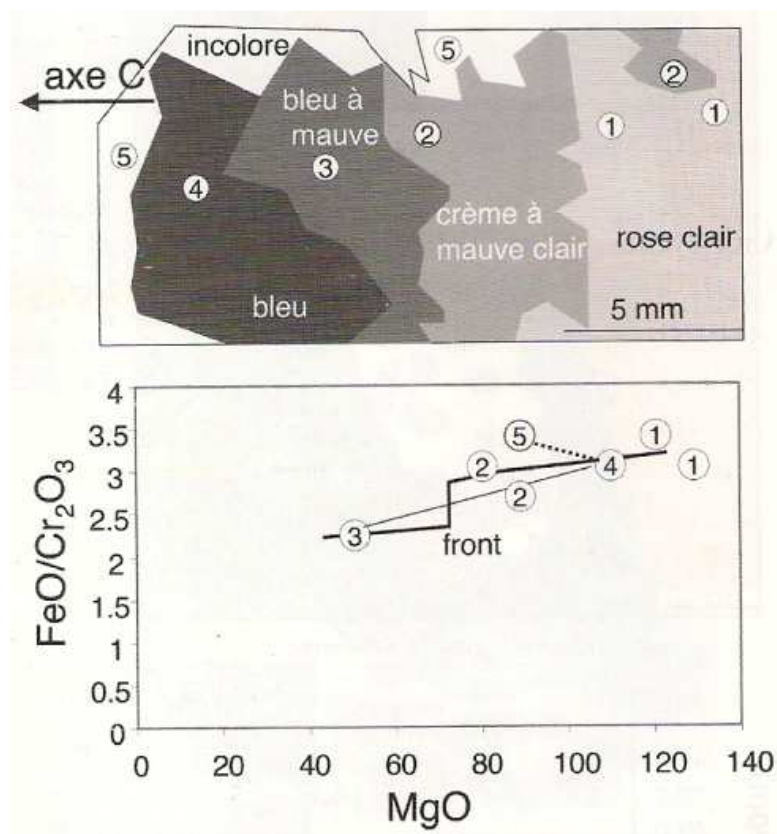 incolore
axe C
bleu à
mauve
crème à
mauve clair
rose clair
bleu
5 mm
5
2
1
1
2
3
4
5
4
3.5
3
2.5
2
1.5
1
0.5
0
FeO/Cr₂O₃
5
2
4
1
1
2
3
front
0
20
40
60
80
100
120
140
MgO